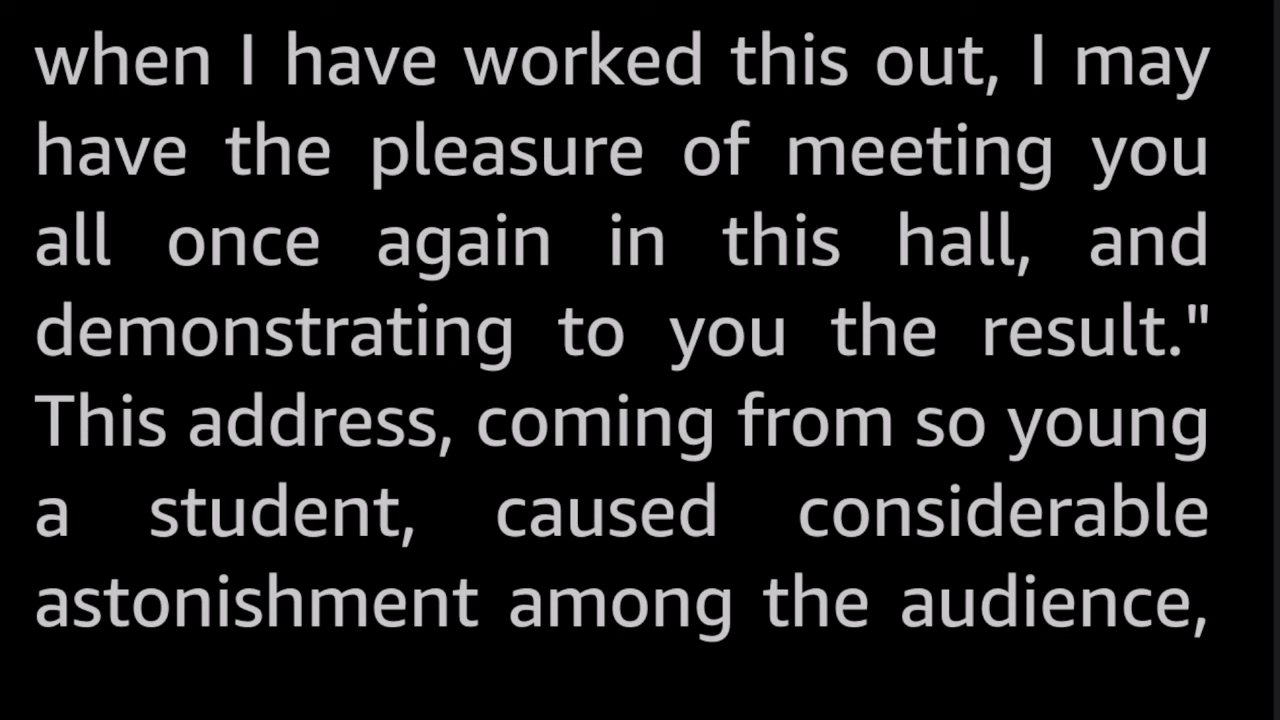 when I have worked this out, I may
have the pleasure of meeting you
all once again in this hall, and
demonstrating to you the result."
This address, coming from so young
a student, caused considerable
astonishment among the audience,